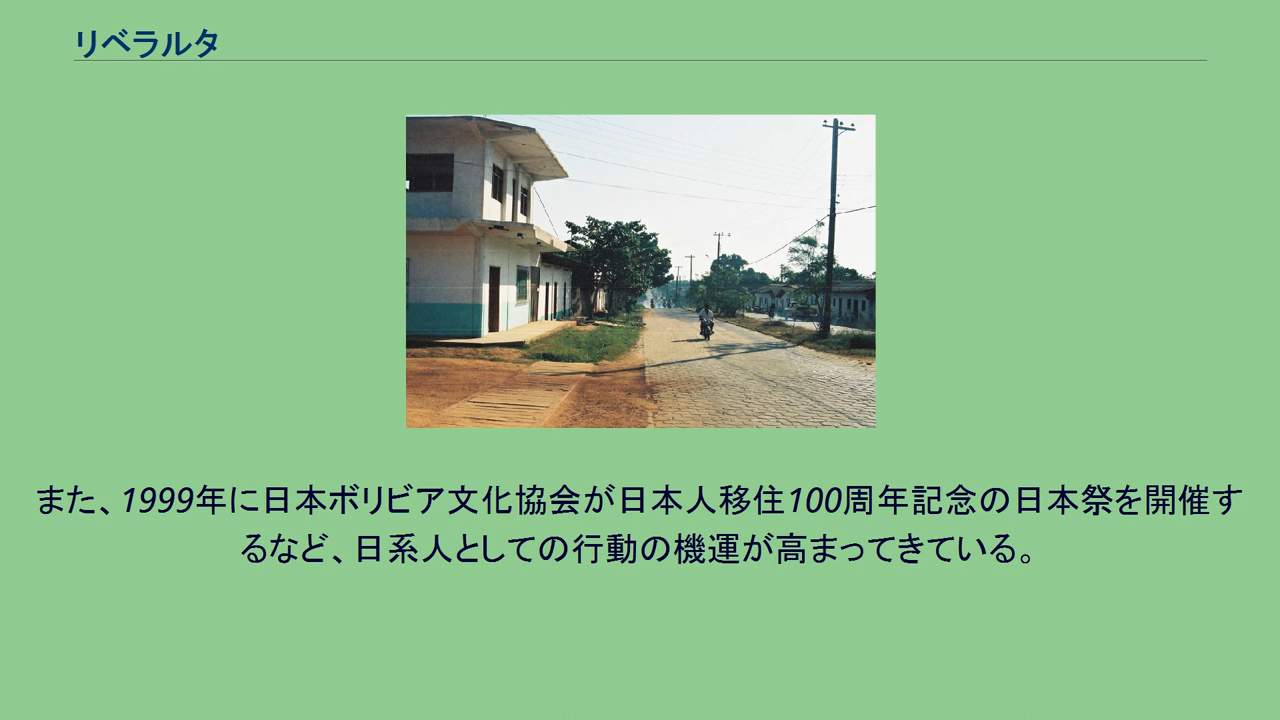 リベラルタ
また、1999年に日本ボリビア文化協会が日本人移住100周年記念の日本祭を開催す
るなど、日系人としての行動の機運が高まってきている。